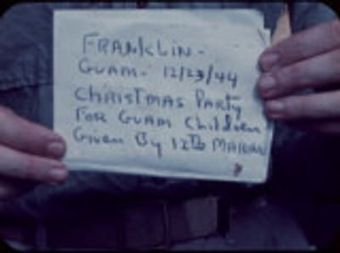 FRANKLIN-
GUAM- 12/23/44
CHRISTMAS PARTY
FOR GUAM CHildREN
GIVEN By 12Th MARINES